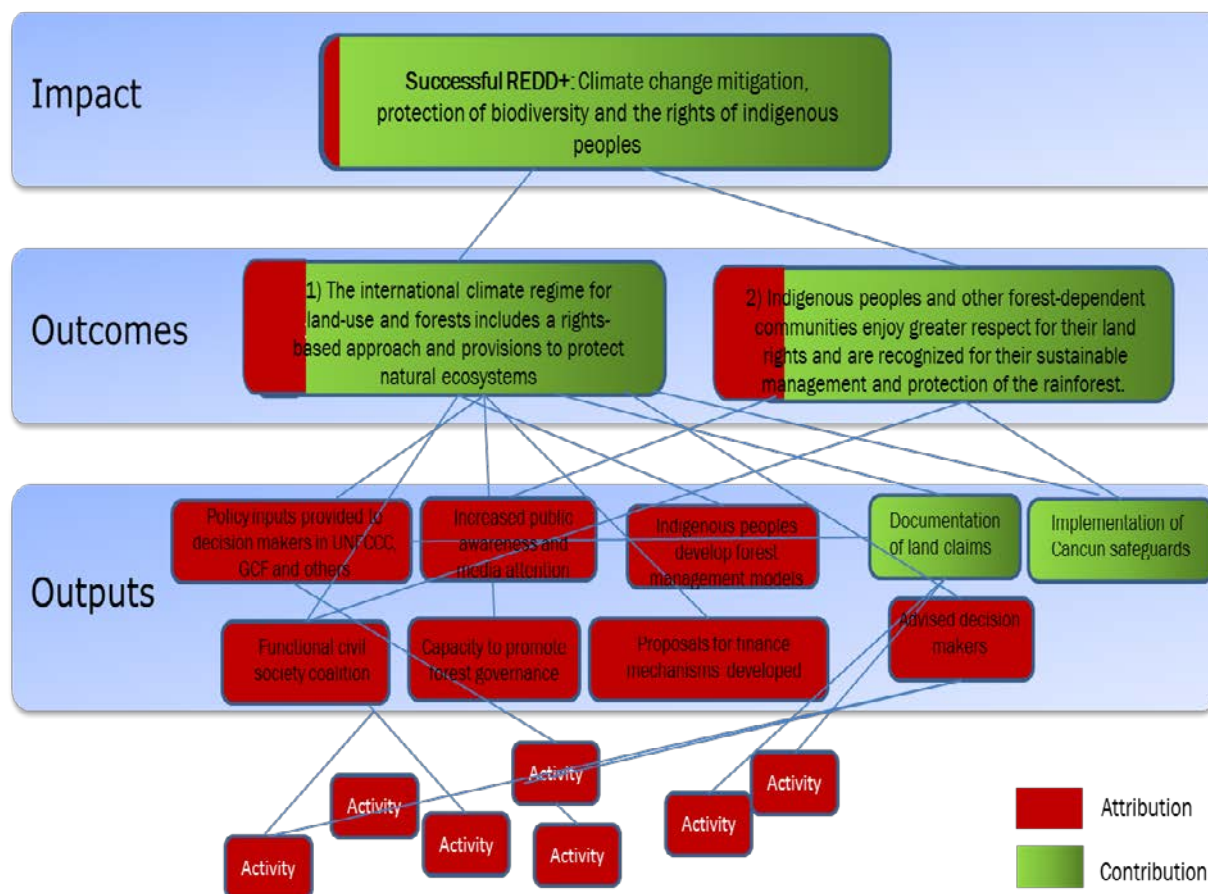 Impact
Successful REDD+: Climate change mitigation,
protection of biodiversity and the rights of indigenous
peoples
Outcomes
1) The international climate regime for
land-use and forests includes a rights-
based approach and provisions to protect
natural ecosystems
2) Indigenous peoples and other forest-dependent
communities enjoy greater respect for their land
rights and are recognized for their sustainable
management and protection of the rainforest.
Outputs
Policy inputs provided to
decision makers in UNFCCC,
GCF and others
Increased public
awareness and
media attention
Indigenous peoples
develop forest
management models
Documentation
of land claims
Implementation of
Cancun safeguards
Functional civil
society coalition
Capacity to promote
forest governance
Proposals for finance
mechanisms developed
Advised decision
makers
Activity
Activity
Activity
Activity
Activity
Activity
Activity
Attribution
Contribution